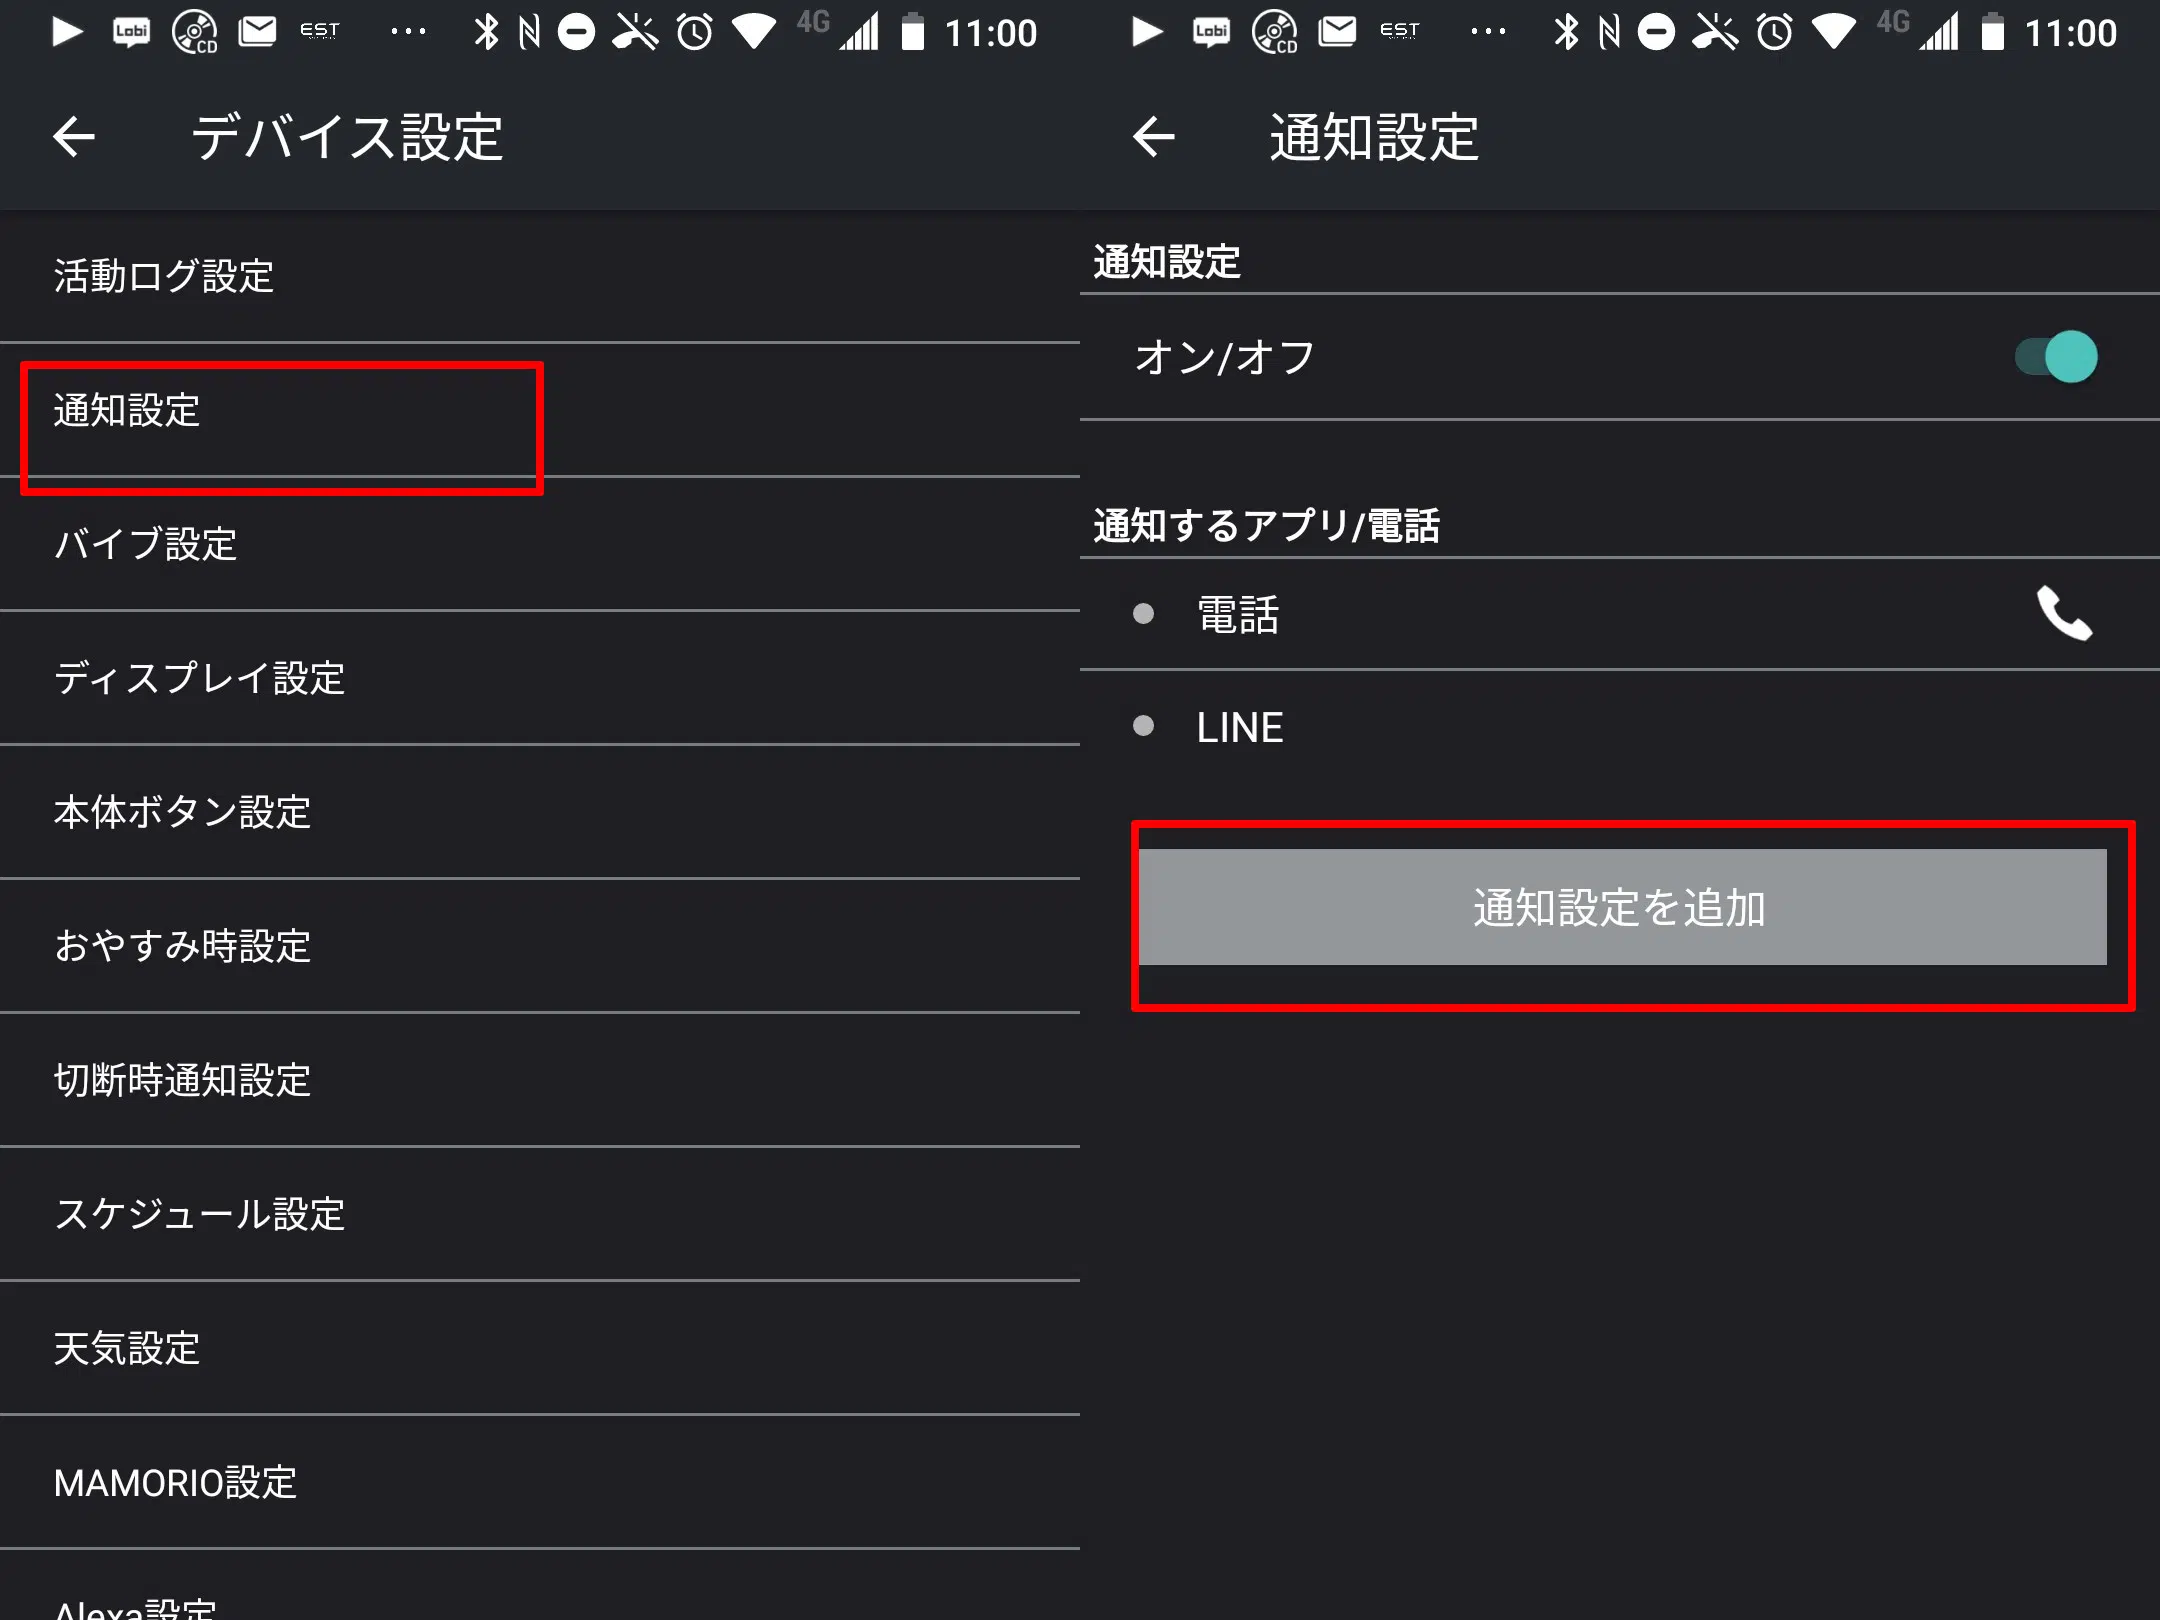 Lobi CD EST ... 4G 11:00
デバイス設定
活動ログ設定
通知設定
バイブ設定
ディスプレイ設定
本体ボタン設定
おやすみ時設定
切断時通知設定
スケジュール設定
天気設定
MAMORIO設定
Alexa設定
Lobi CD EST ... 4G 11:00
通知設定
通知設定
オン/オフ
通知するアプリ/電話
電話
LINE
通知設定を追加